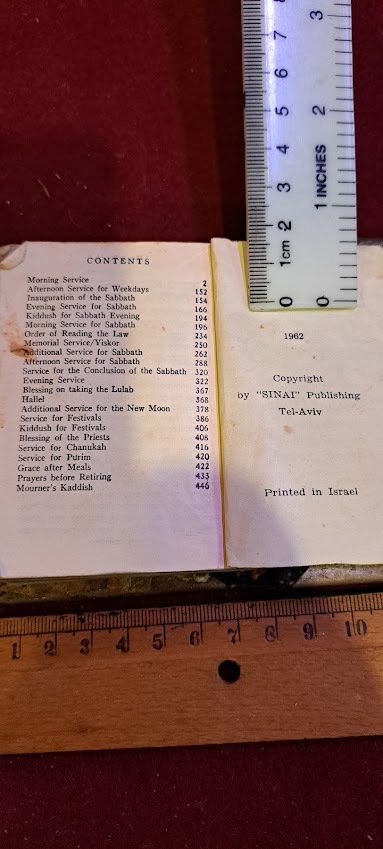 CONTENTS
Morning Service 2
Afternoon Service for Weekdays 152
Inauguration of the Sabbath 154
Evening Service for Sabbath 166
Kiddush for Sabbath Evening 194
Morning Service for Sabbath 196
Order of Reading the Law 234
Memorial Service/Yiskor 250
Additional Service for Sabbath 262
Afternoon Service for Sabbath 288
Service for the Conclusion of the Sabbath 320
Evening Service 322
Blessing on taking the Lulab 367
Hallel 368
Additional Service for the New Moon 378
Service for Festivals 386
Kiddush for Festivals 406
Blessing of the Priests 408
Service for Chanukah 416
Service for Purim 420
Grace after Meals 422
Prayers before Retiring 433
Mourner's Kaddish 446
1962
Copyright
by "SINAI" Publishing
Tel-Aviv
Printed in Israel
0 1cm 2 3 4 5 6 7
0 1 INCHES 2 3
1 2 3 4 5 6 7 8 9 10